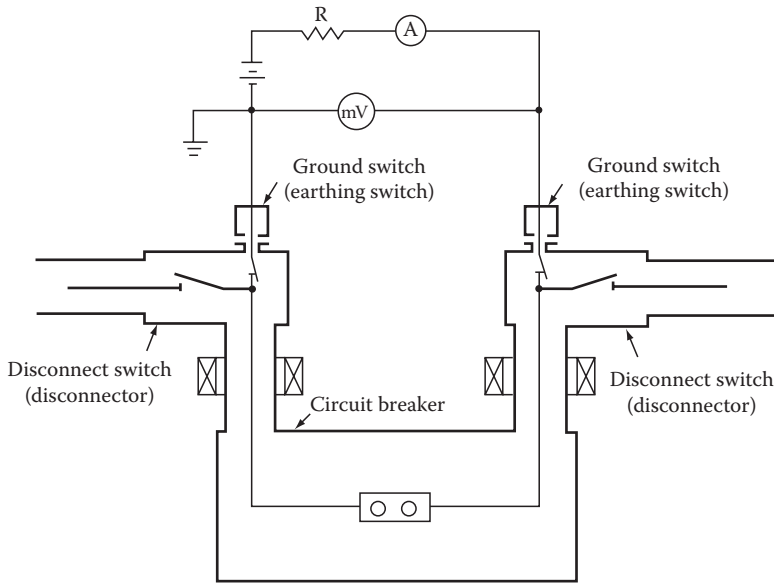 R
A
mV
Ground switch
(earthing switch)
Ground switch
(earthing switch)
Disconnect switch
(disconnector)
Circuit breaker
Disconnect switch
(disconnector)